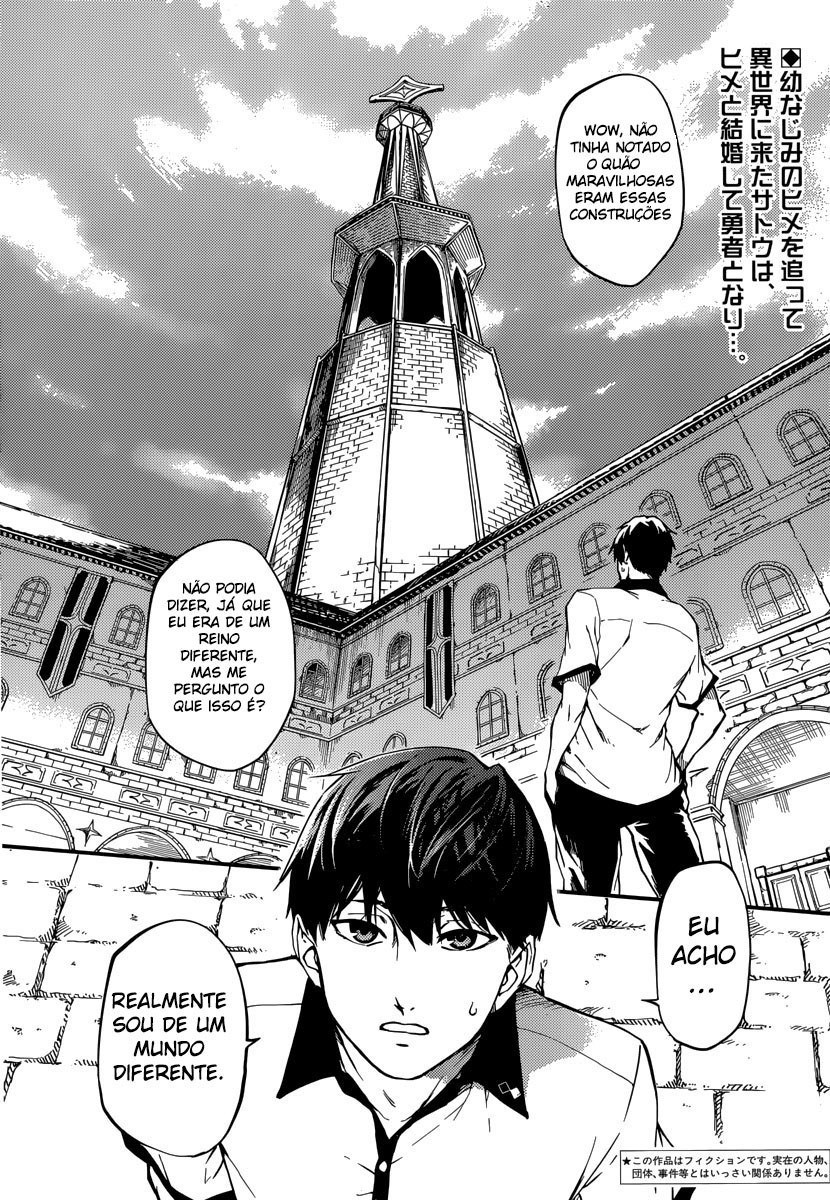 ◆幼なじみのヒメを追って
異世界に来たサトウは、
ヒメと結婚して勇者となり…。
WOW, NÃO
TINHA NOTADO
O QUÃO
MARAVILHOSAS
ERAM ESSAS
CONSTRUÇÕES
NÃO PODIA
DIZER, JÁ QUE
EU ERA DE UM
REINO
DIFERENTE,
MAS ME
PERGUNTO O
QUE ISSO É?
EU
ACHO
...
REALMENTE
SOU DE UM
MUNDO
DIFERENTE.
★この作品はフィクションです。実在の人物、
団体、事件等とはいっさい関係ありません。